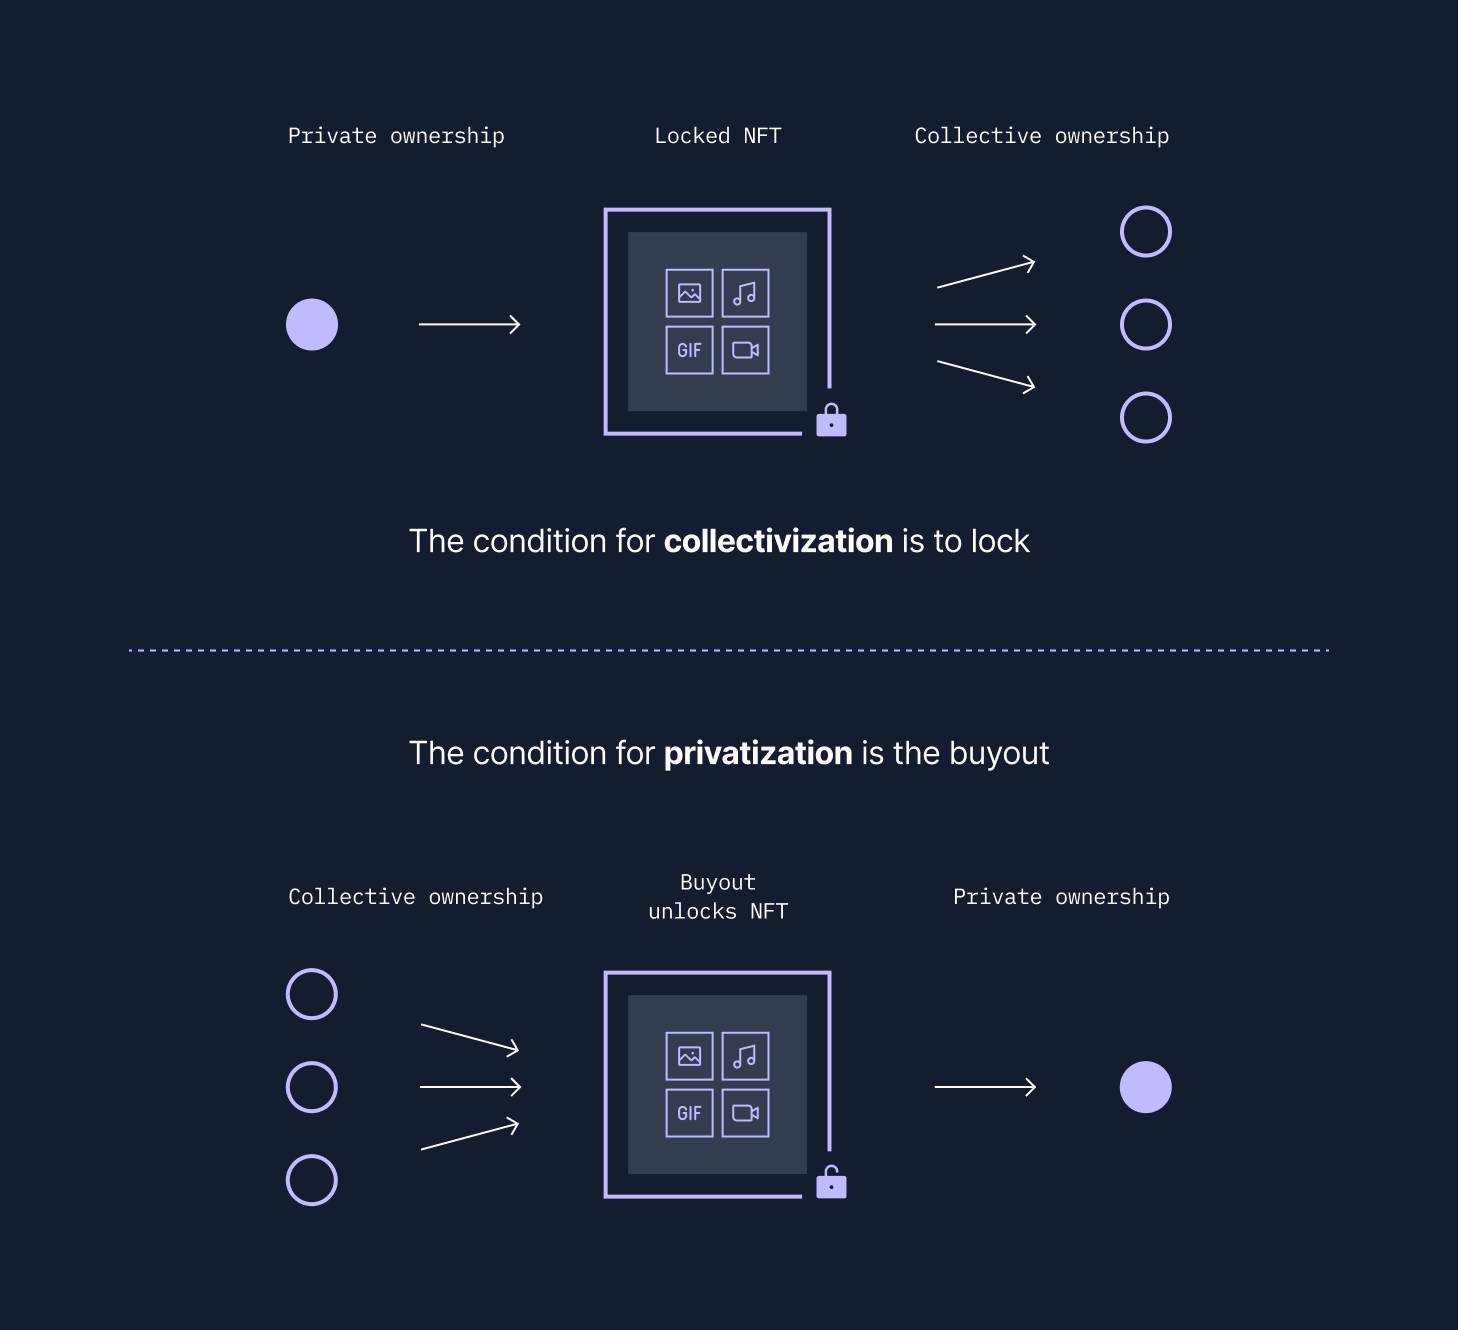 Private ownership
Locked NFT
Collective ownership
GIF
The condition for collectivization is to lock
The condition for privatization is the buyout
Collective ownership
Buyout
unlocks NFT
Private ownership
GIF